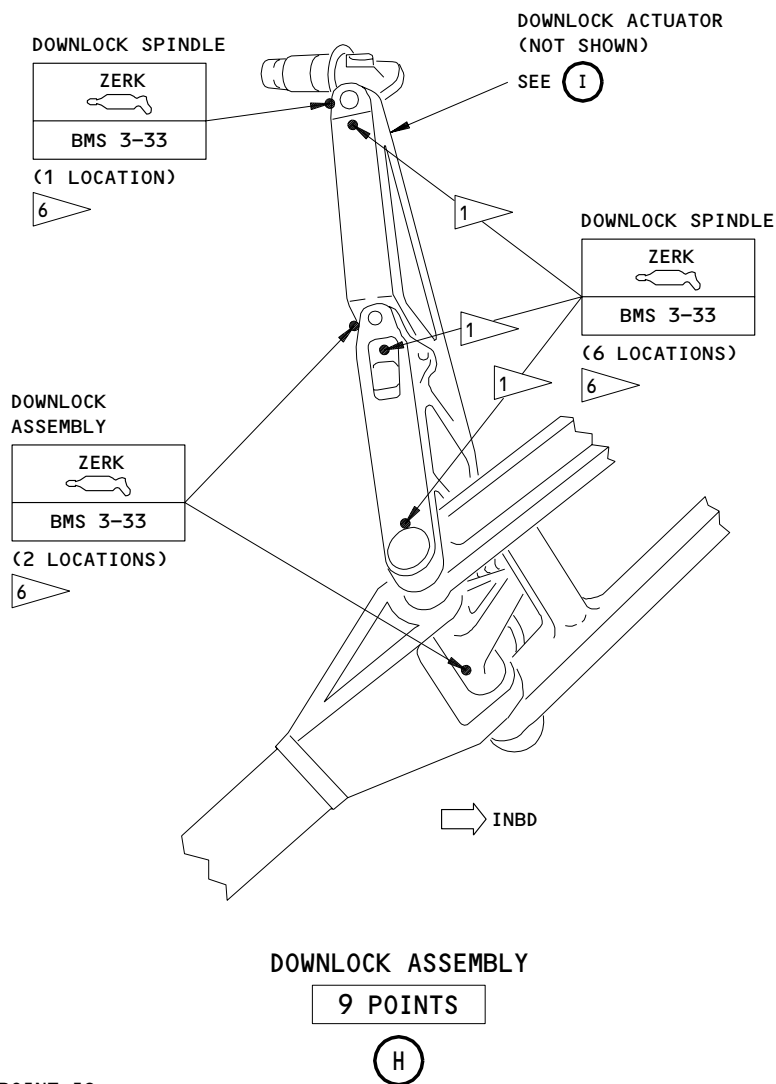 DOWNLOCK ACTUATOR
(NOT SHOWN)
SEE I
DOWNLOCK SPINDLE
ZERK
BMS 3-33
(1 LOCATION)
6
1
DOWNLOCK SPINDLE
ZERK
BMS 3-33
(6 LOCATIONS)
6
1
1
DOWNLOCK
ASSEMBLY
ZERK
BMS 3-33
(2 LOCATIONS)
6
INBD
DOWNLOCK ASSEMBLY
9 POINTS
H